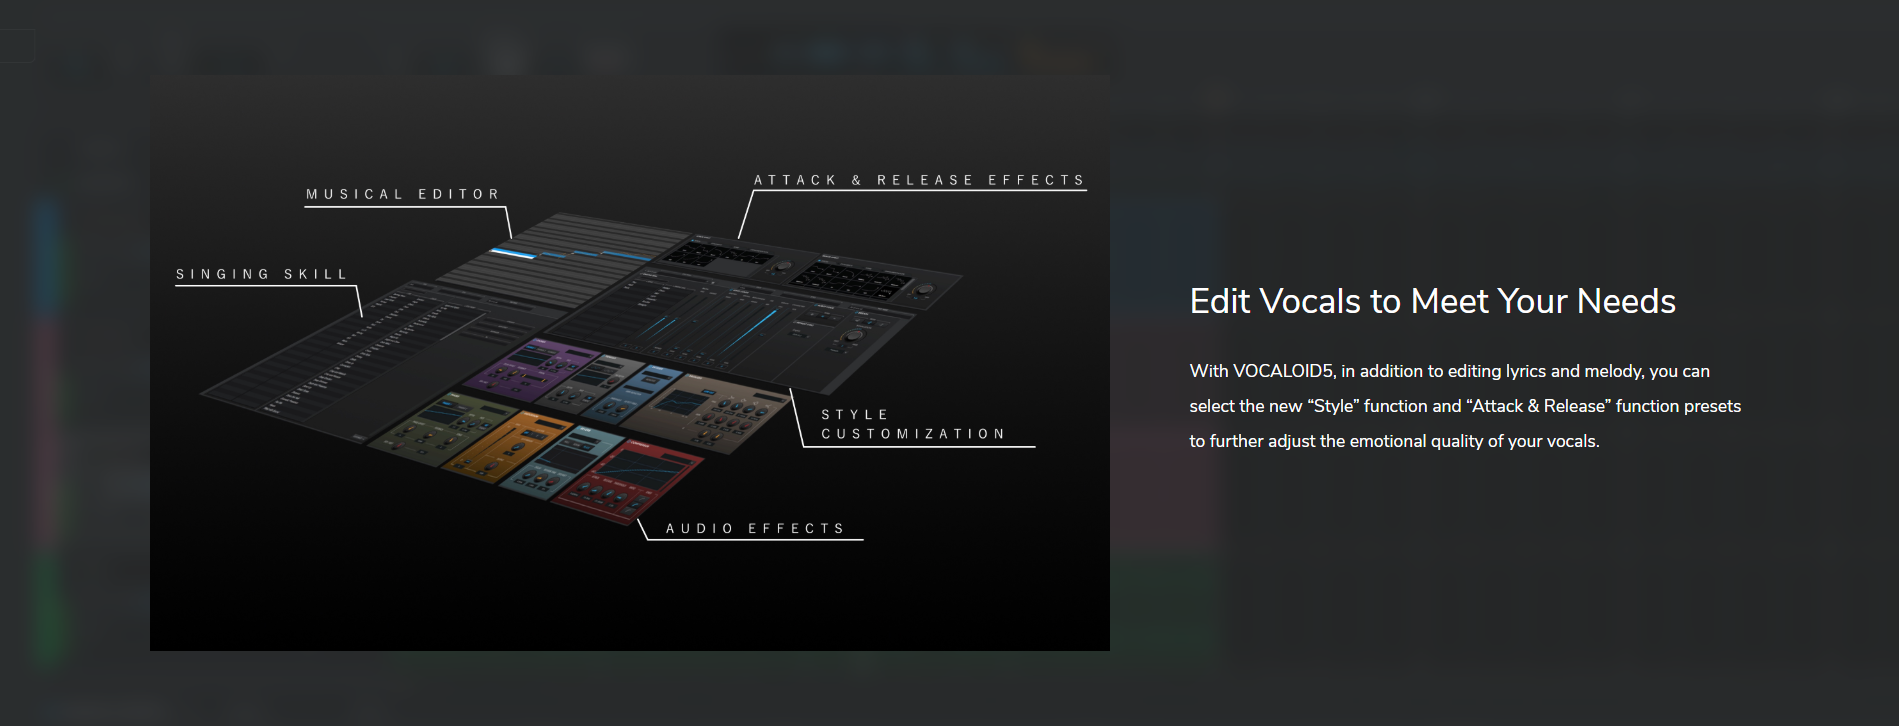 MUSICAL EDITOR
ATTACK & RELEASE EFFECTS
SINGING SKILL
STYLE
CUSTOMIZATION
AUDIO EFFECTS
Edit Vocals to Meet Your Needs
With VOCALOID5, in addition to editing lyrics and melody, you can
select the new “Style” function and “Attack & Release” function presets
to further adjust the emotional quality of your vocals.